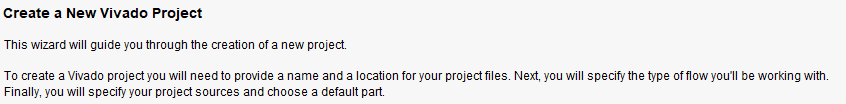 Create a New Vivado Project
This wizard will guide you through the creation of a new project.
To create a Vivado project you will need to provide a name and a location for your project files. Next, you will specify the type of flow you'll be working with.
Finally, you will specify your project sources and choose a default part.